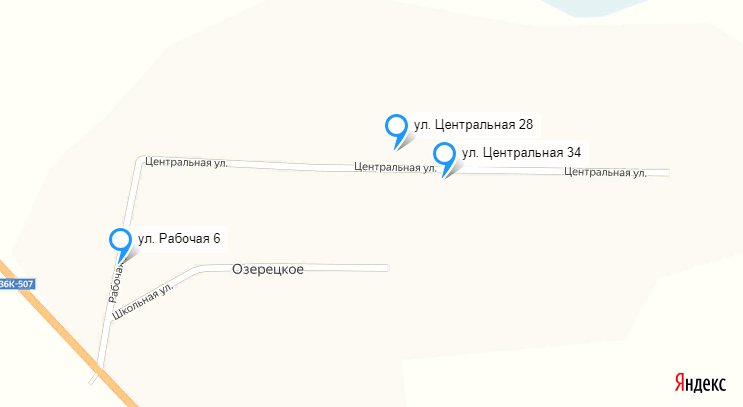 ул. Центральная 28
ул. Центральная 34
Центральная ул.
Центральная ул.
Центральная ул.
ул. Рабочая 6
Рабочая
Озерецкое
Школьная ул.
36К-507
Яндекс